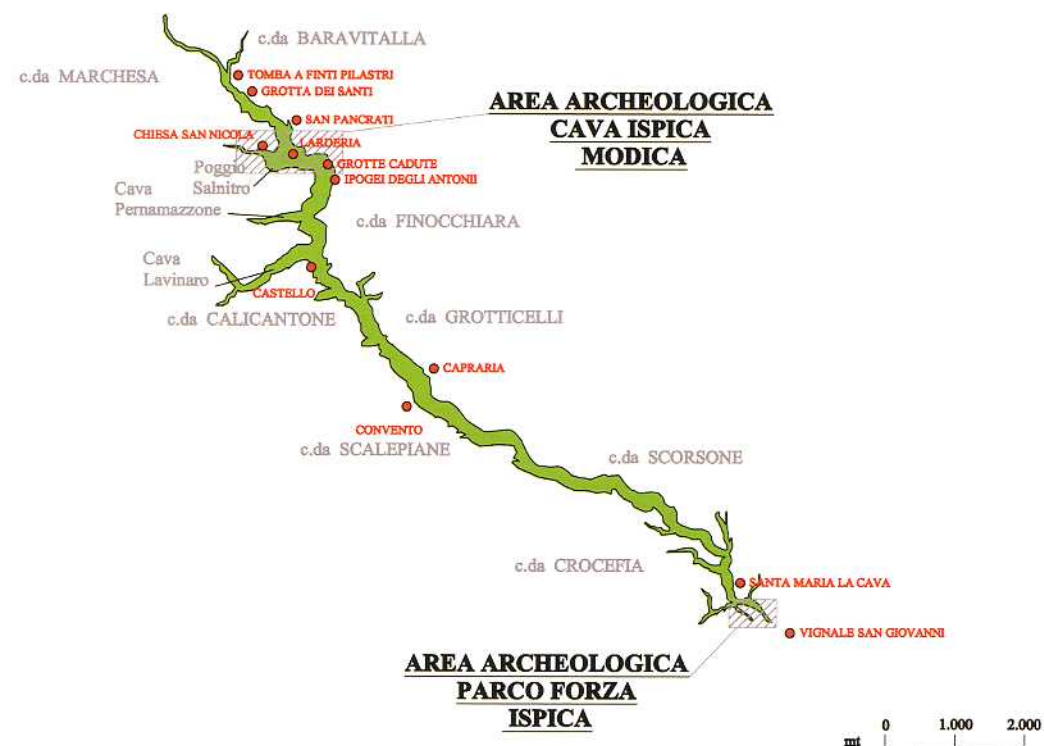 c.da BARAVITALLA
c.da MARCHESA
TOMBA A FINTI PILASTRI
GROTTA DEI SANTI
AREA ARCHEOLOGICA
CAVA ISPICA
MODICA
SAN PANCRATI
CHIESA SAN NICOLA
LARDERIA
GROTTE CADUTE
Poggio
Salnitro
IPOGEI DEGLI ANTONII
Cava
Pernamazzone
c.da FINOCCHIARA
Cava
Lavinaro
CASTELLO
c.da CALICANTONE
c.da GROTTICELLI
CAPRARIA
CONVENTO
c.da SCALEPIANE
c.da SCORSONE
c.da CROCEFIA
SANTA MARIA LA CAVA
VIGNALE SAN GIOVANNI
AREA ARCHEOLOGICA
PARCO FORZA
ISPICA
0 1.000 2.000
mt